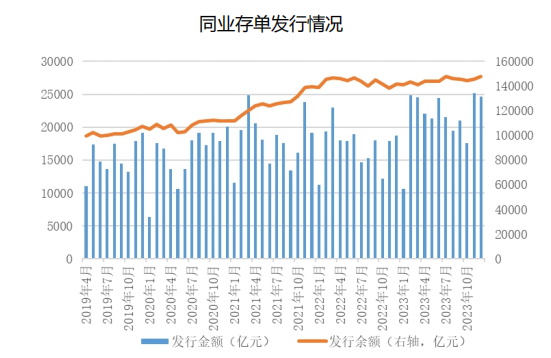 同业存单发行情况
30000
25000
20000
15000
10000
5000
0
160000
140000
120000
100000
80000
60000
40000
20000
0
2019年4月
2019年7月
2019年10月
2020年1月
2020年4月
2020年7月
2020年10月
2021年1月
2021年4月
2021年7月
2021年10月
2022年1月
2022年4月
2022年7月
2022年10月
2023年1月
2023年4月
2023年7月
2023年10月
发行金额（亿元） 发行余额（右轴，亿元）